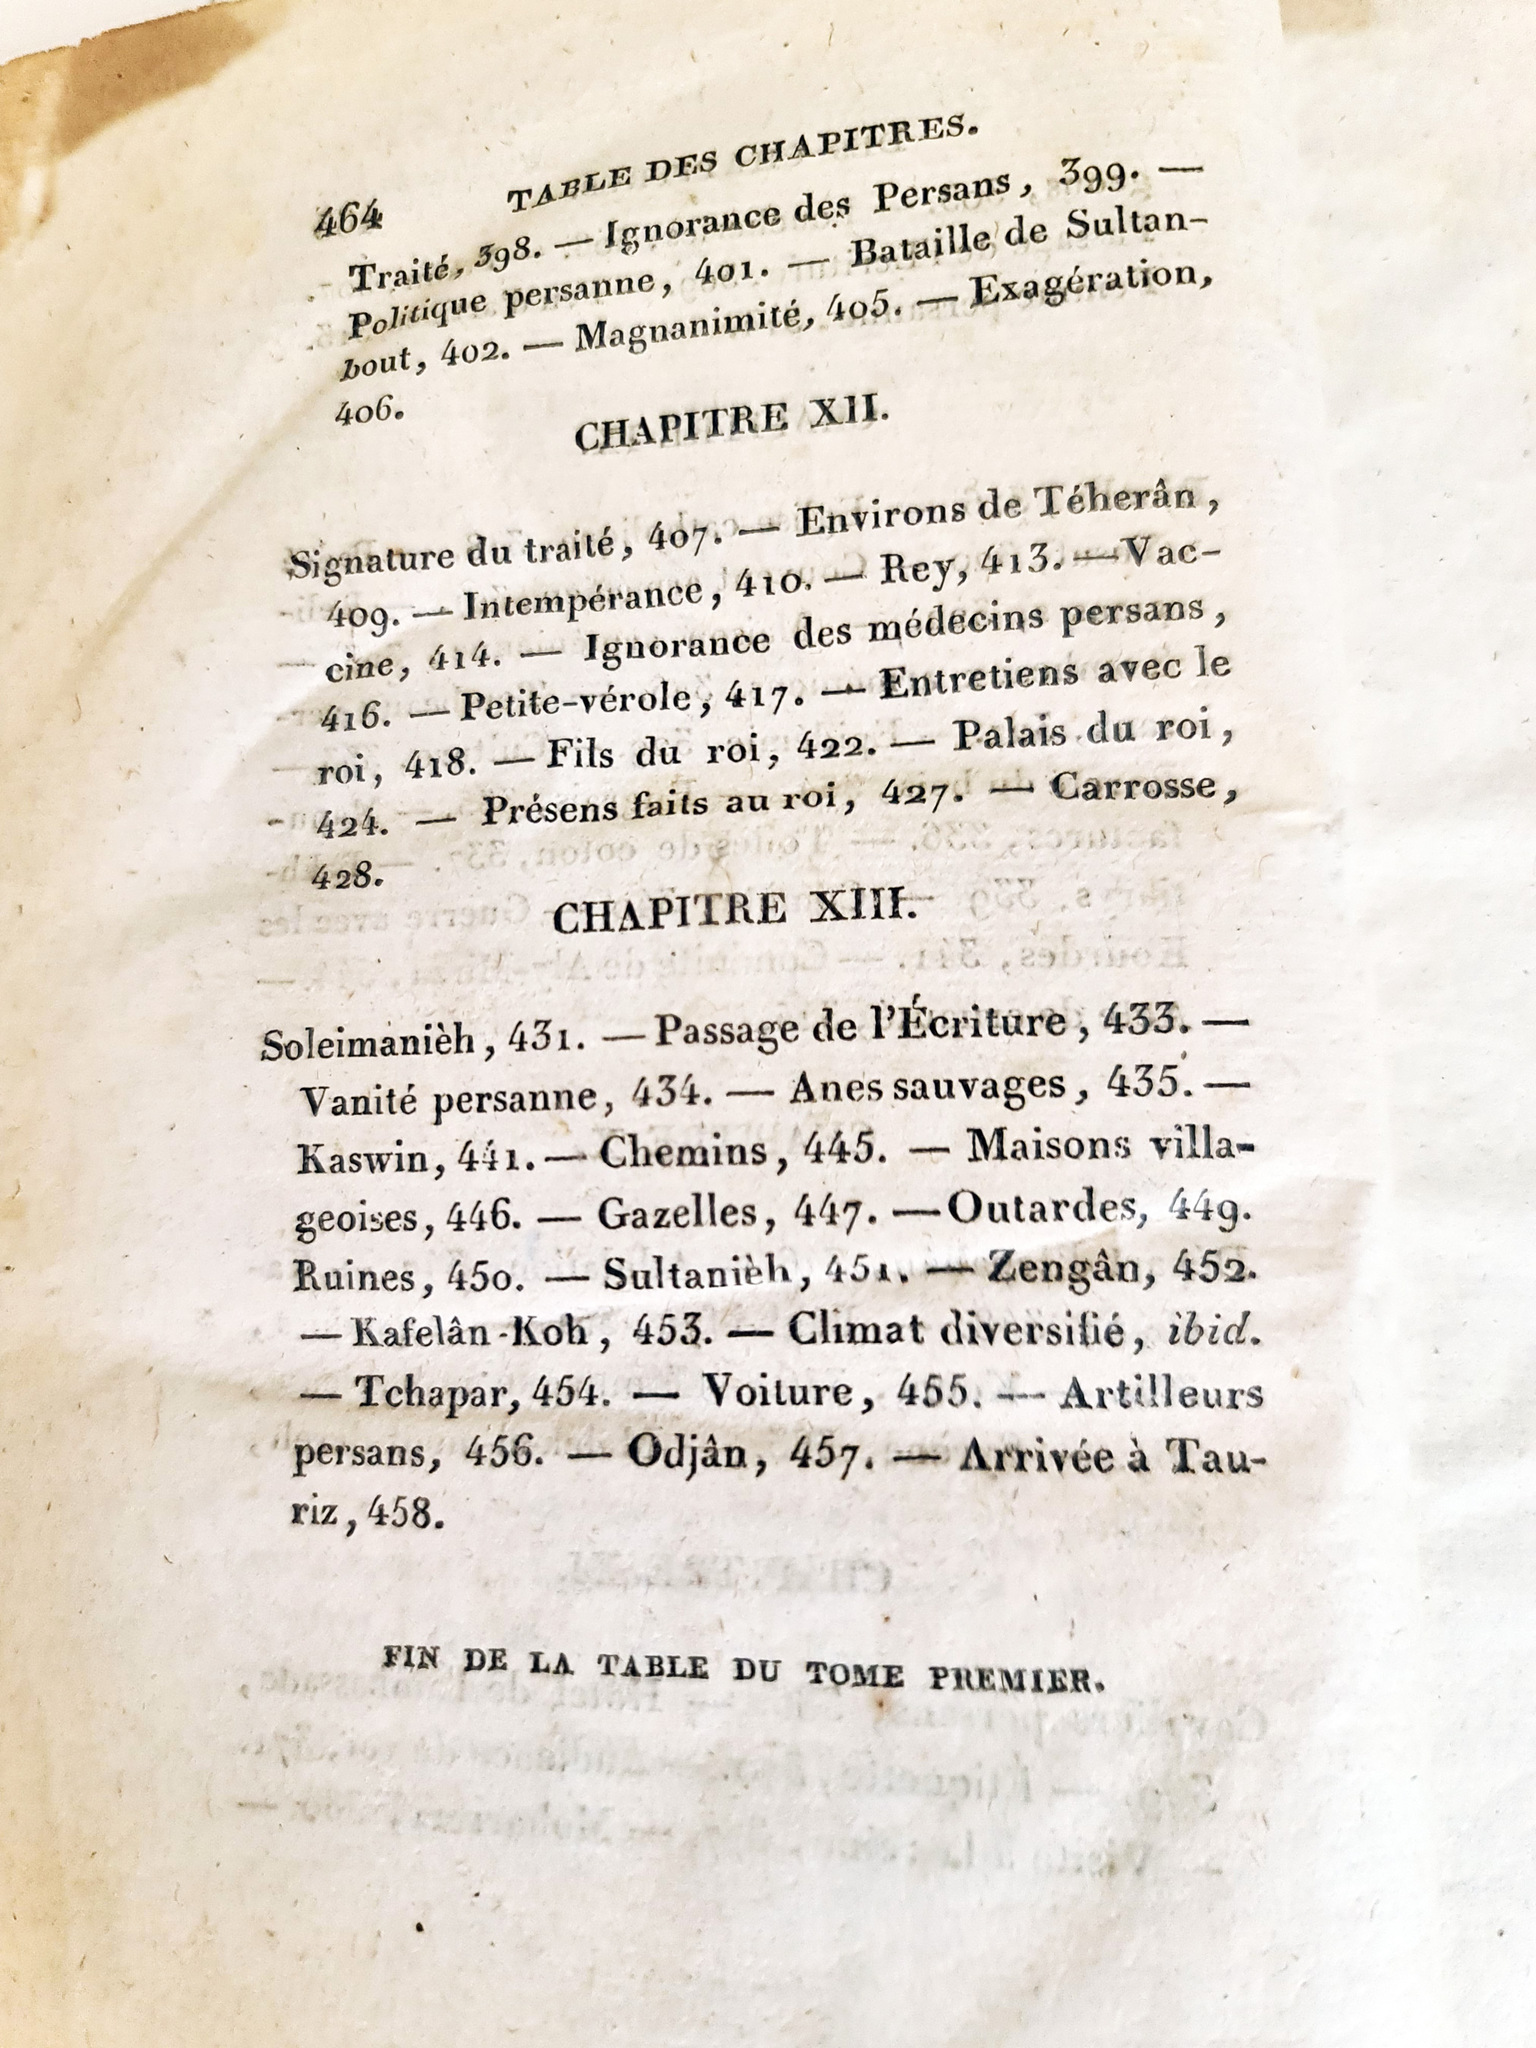 464 TABLE DES CHAPITRES.
Traité, 398. — Ignorance des Persans, 399. —
Politique persanne, 401. — Bataille de Sultan-
bout, 402. — Magnanimité, 405. — Exagération,
406.
CHAPITRE XII.
Signature du traité, 407. — Environs de Téherân,
409. — Intempérance, 410. — Rey, 413. — Vac-
cine, 414. — Ignorance des médecins persans,
416. — Petite-vérole, 417. — Entretiens avec le
roi, 418. — Fils du roi, 422. — Palais du roi,
424. — Présens faits au roi, 427. — Carrosse,
428.
CHAPITRE XIII.
Soleimanièh, 431. — Passage de l'Écriture, 433. —
Vanité persanne, 434. — Anes sauvages, 435. —
Kaswin, 441. — Chemins, 445. — Maisons villa-
geoises, 446. — Gazelles, 447. — Outardes, 449.
Ruines, 450. — Sultanièh, 451. — Zengân, 452.
— Kafelân-Koh, 453. — Climat diversifié, ibid.
— Tchapar, 454. — Voiture, 455. — Artilleurs
persans, 456. — Odjân, 457. — Arrivée à Tau-
riz, 458.
FIN DE LA TABLE DU TOME PREMIER.